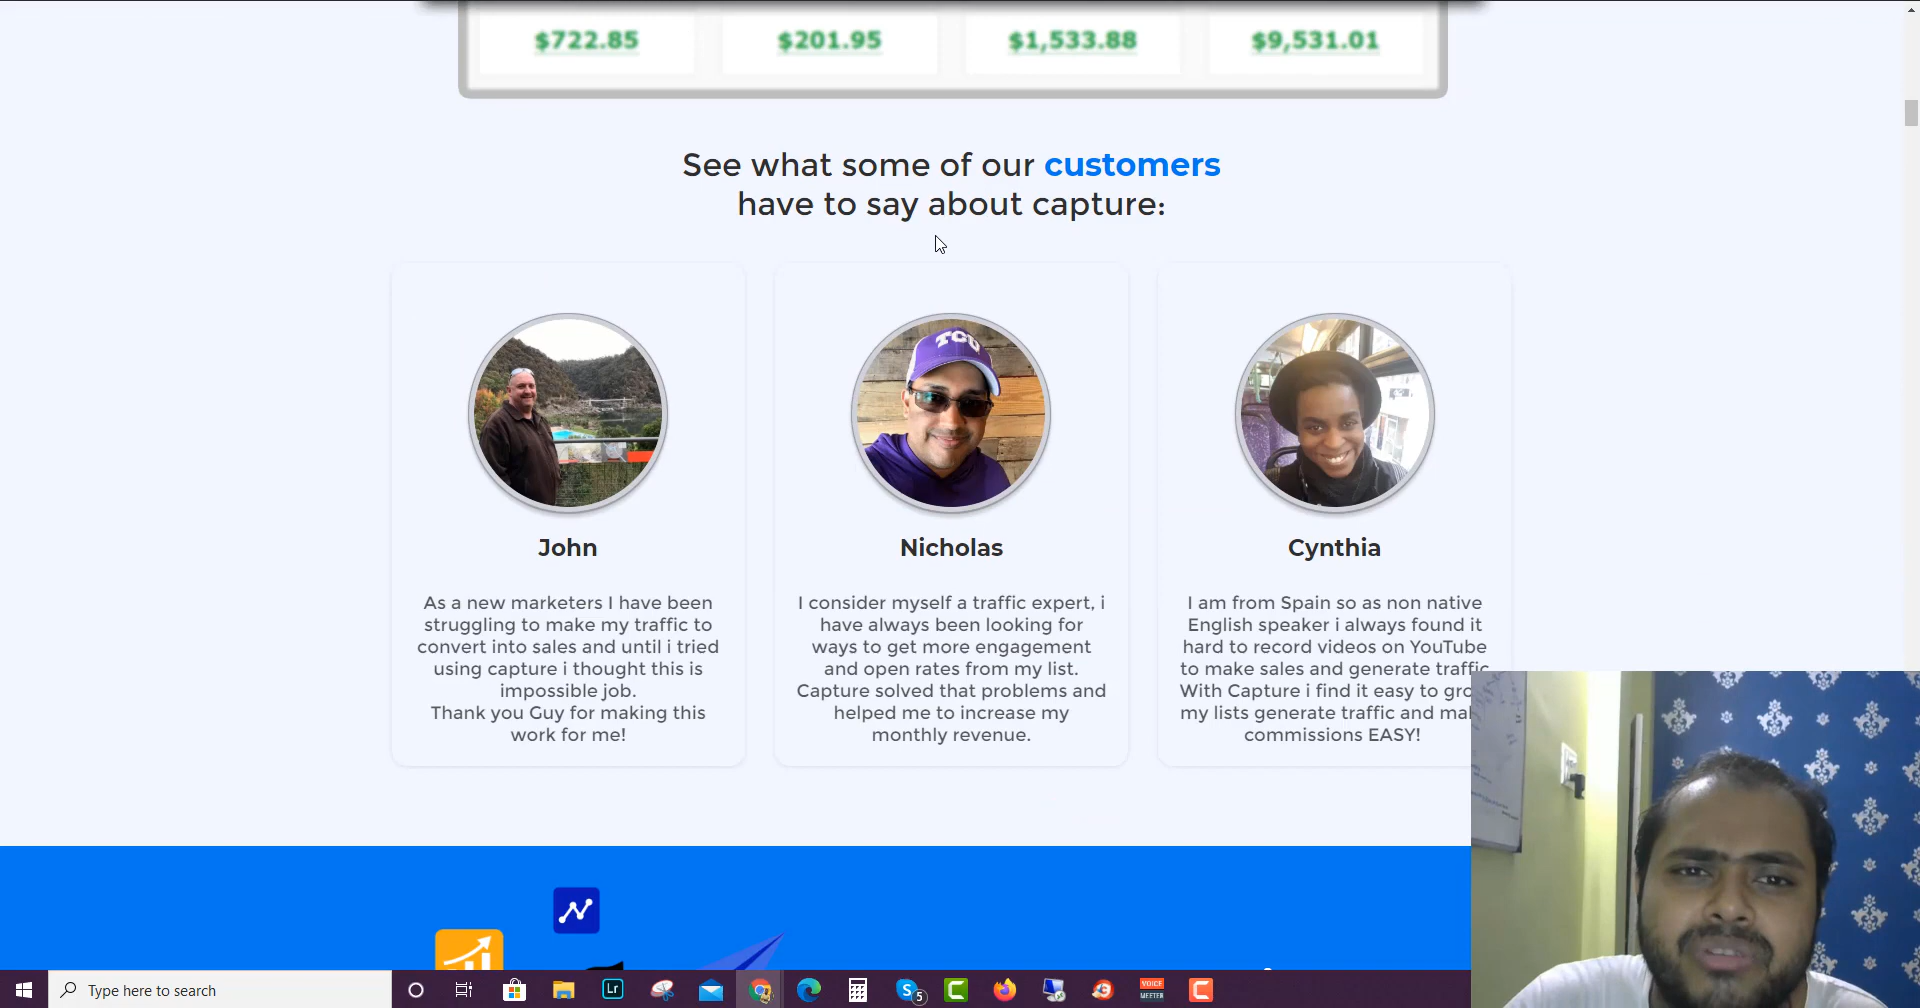 $722.85 $201.95 $1,533.88 $9,531.01
See what some of our customers
have to say about capture:
TCU
John
As a new marketers I have been
struggling to make my traffic to
convert into sales and until i tried
using capture i thought this is
impossible job.
Thank you Guy for making this
work for me!
Nicholas
I consider myself a traffic expert, i
have always been looking for
ways to get more engagement
and open rates from my list.
Capture solved that problems and
helped me to increase my
monthly revenue.
Cynthia
I am from Spain so as non native
English speaker i always found it
hard to record videos on YouTube
to make sales and generate traffic
With Capture i find it easy to
my lists generate traffic and
commissions EASY!
Type here to search
Lr
S 5
C
VOICE
MEETER
C